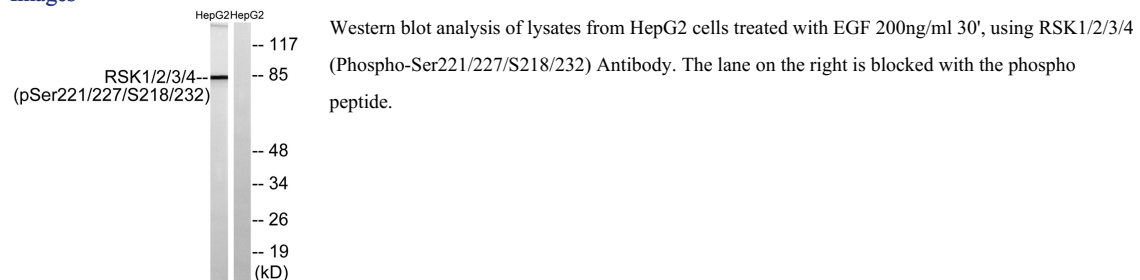 Images
HepG2HepG2
-- 117
RSK1/2/3/4--
-- 85
(pSer221/227/S218/232)
-- 48
-- 34
-- 26
-- 19
(kD)
Western blot analysis of lysates from HepG2 cells treated with EGF 200ng/ml 30', using RSK1/2/3/4
(Phospho-Ser221/227/S218/232) Antibody. The lane on the right is blocked with the phospho
peptide.